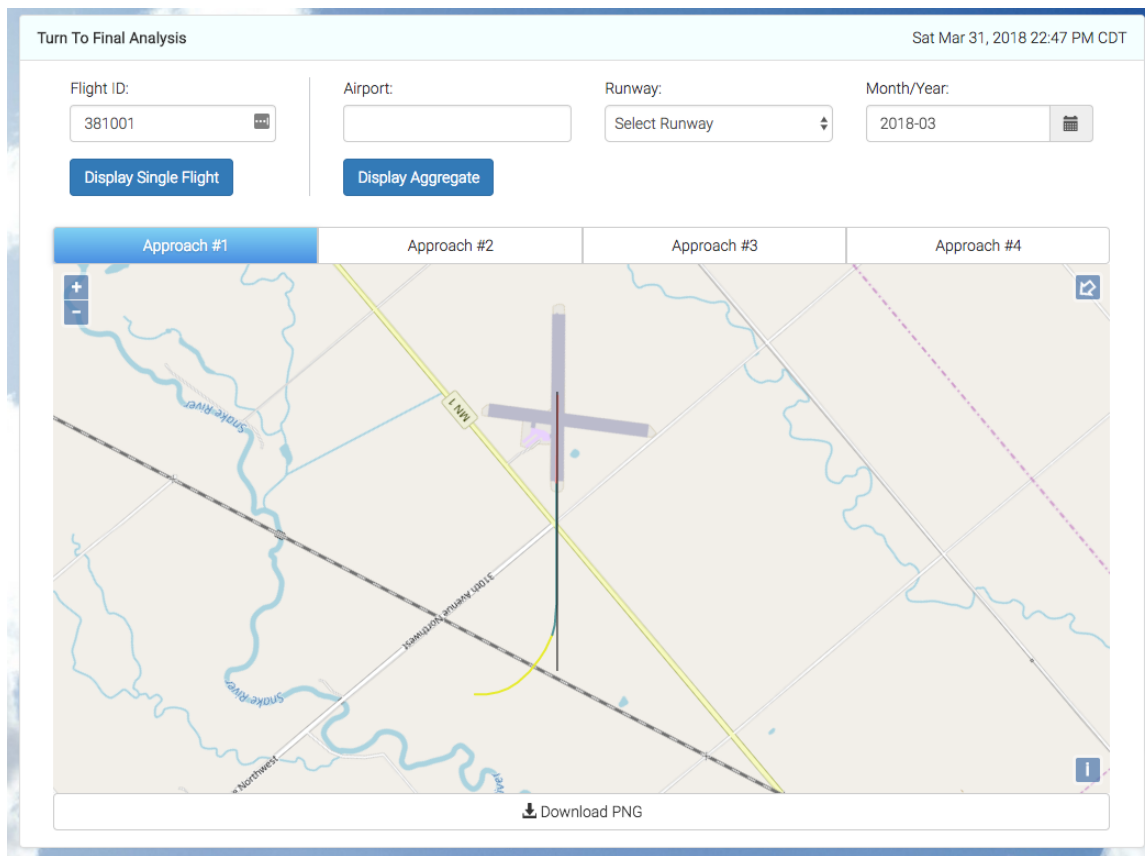 Turn To Final Analysis
Sat Mar 31, 2018 22:47 PM CDT
Flight ID:
Airport:
Runway:
Month/Year:
381001
Select Runway
2018-03
Display Single Flight
Display Aggregate
Approach #1
Approach #2
Approach #3
Approach #4
+
−
Snake River
MN 1
310th Avenue Northwest
Snake River
Northwest
River
i
Download PNG